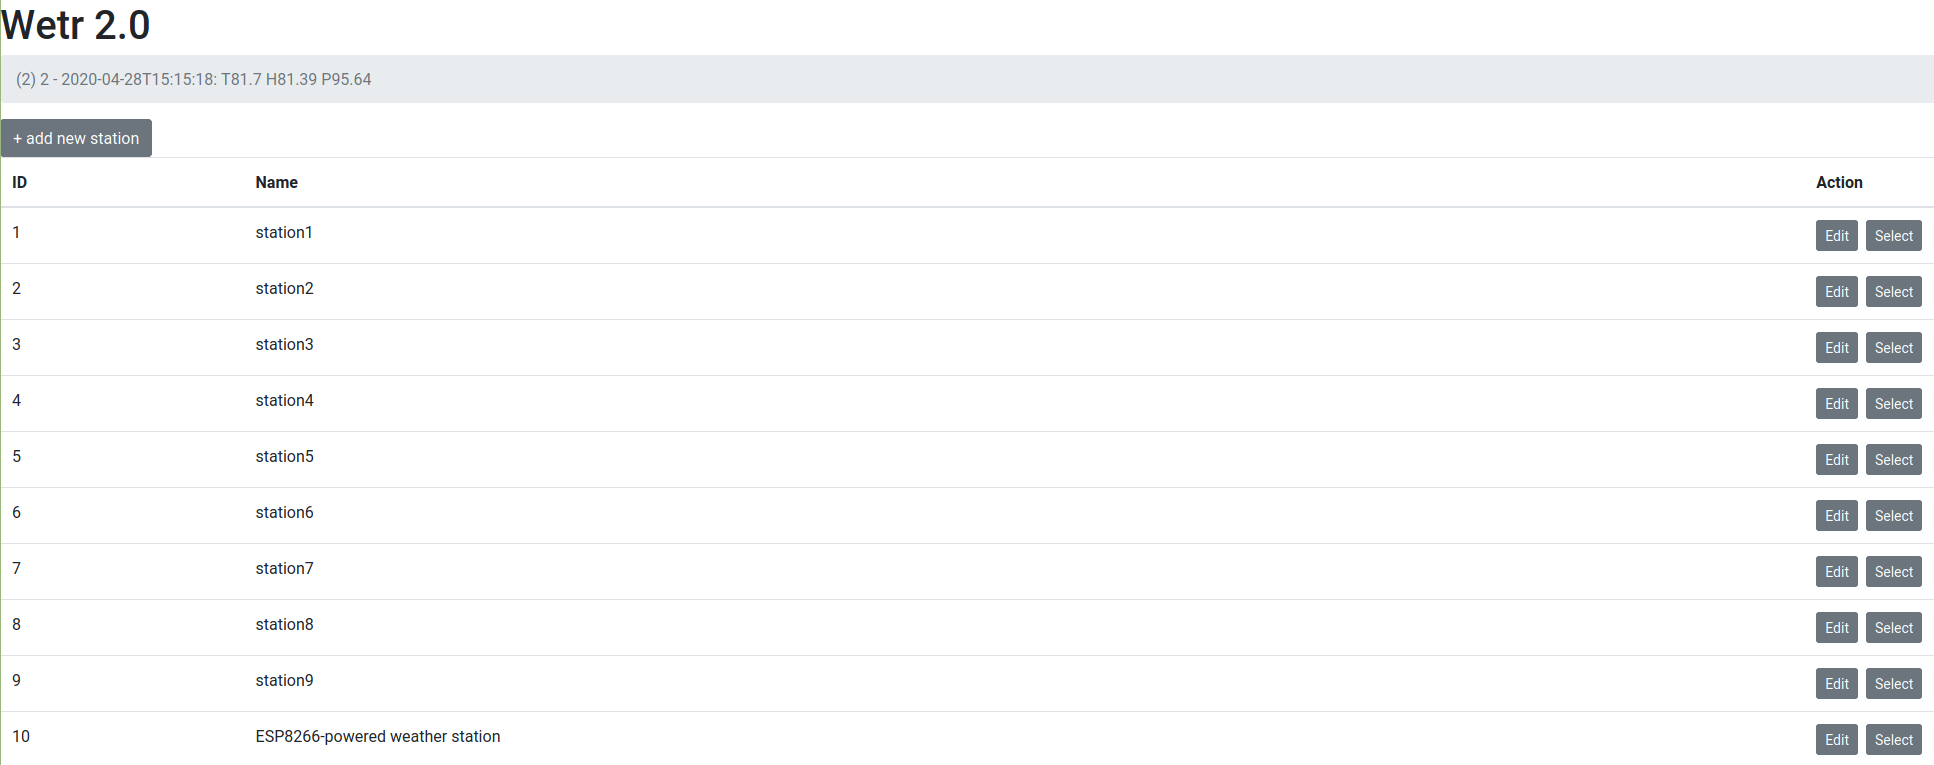 Wetr 2.0
(2) 2 - 2020-04-28T15:15:18: T81.7 H81.39 P95.64
+ add new station
ID Name Action
1 station1 Edit Select
2 station2 Edit Select
3 station3 Edit Select
4 station4 Edit Select
5 station5 Edit Select
6 station6 Edit Select
7 station7 Edit Select
8 station8 Edit Select
9 station9 Edit Select
10 ESP8266-powered weather station Edit Select